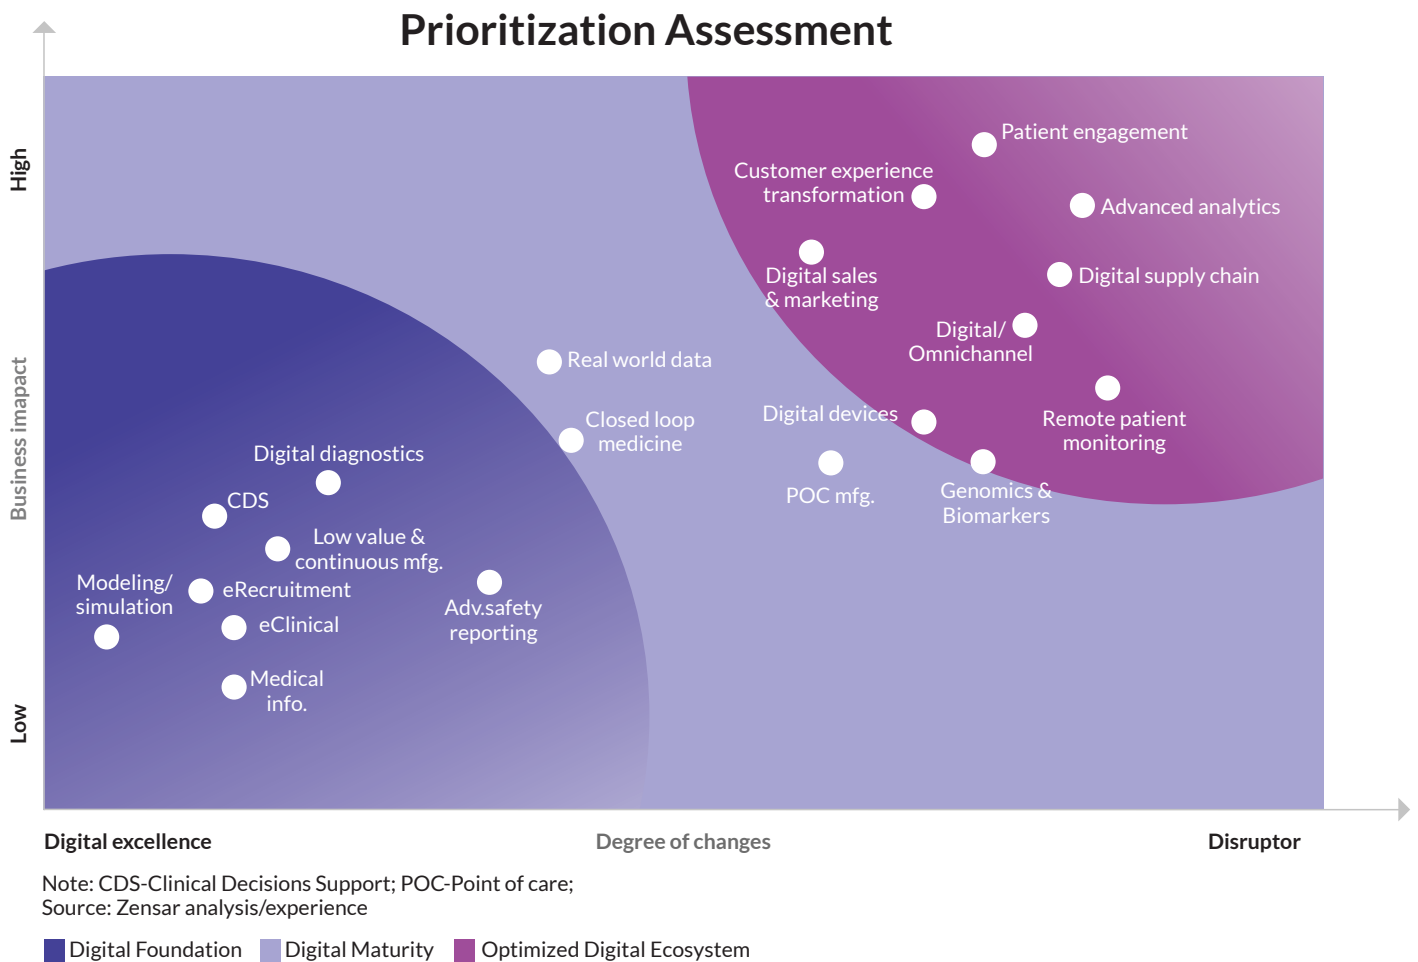 Prioritization Assessment
High
Business imapact
Low
Patient engagement
Customer experience
transformation
Advanced analytics
Digital sales
& marketing
Digital supply chain
Digital/
Omnichannel
Real world data
Closed loop
medicine
Digital devices
Remote patient
monitoring
POC mfg.
Genomics &
Biomarkers
Digital diagnostics
CDS
Low value &
continuous mfg.
Modeling/
simulation
eRecruitment
Adv.safety
reporting
eClinical
Medical
info.
Digital excellence
Degree of changes
Disruptor
Note: CDS-Clinical Decisions Support; POC-Point of care;
Source: Zensar analysis/experience
Digital Foundation
Digital Maturity
Optimized Digital Ecosystem